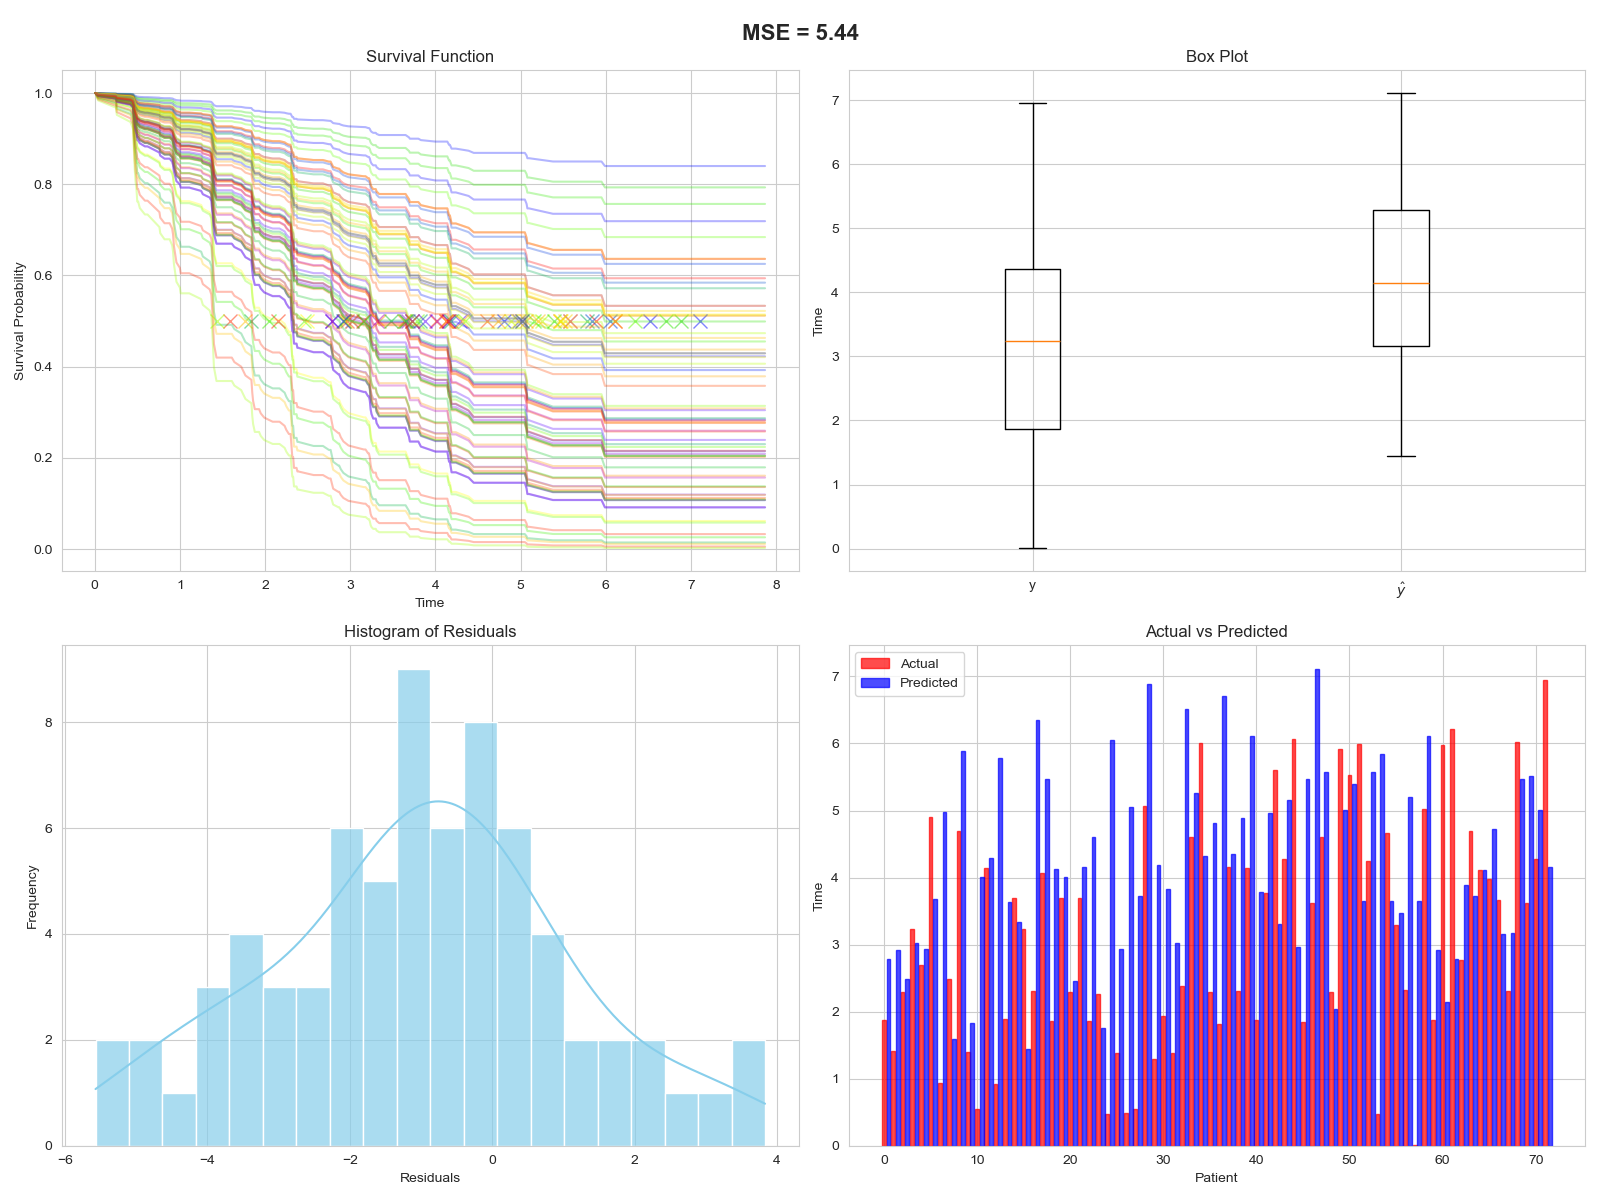 MSE = 5.44
Survival Function
Survival Probability
1.0
0.8
0.6
0.4
0.2
0.0
0 1 2 3 4 5 6 7 8
Time
Box Plot
Time
7
6
5
4
3
2
1
0
y ŷ
Histogram of Residuals
Frequency
8
6
4
2
0
−6 −4 −2 0 2 4
Residuals
Actual vs Predicted
Actual
Predicted
Time
7
6
5
4
3
2
1
0
0 10 20 30 40 50 60 70
Patient